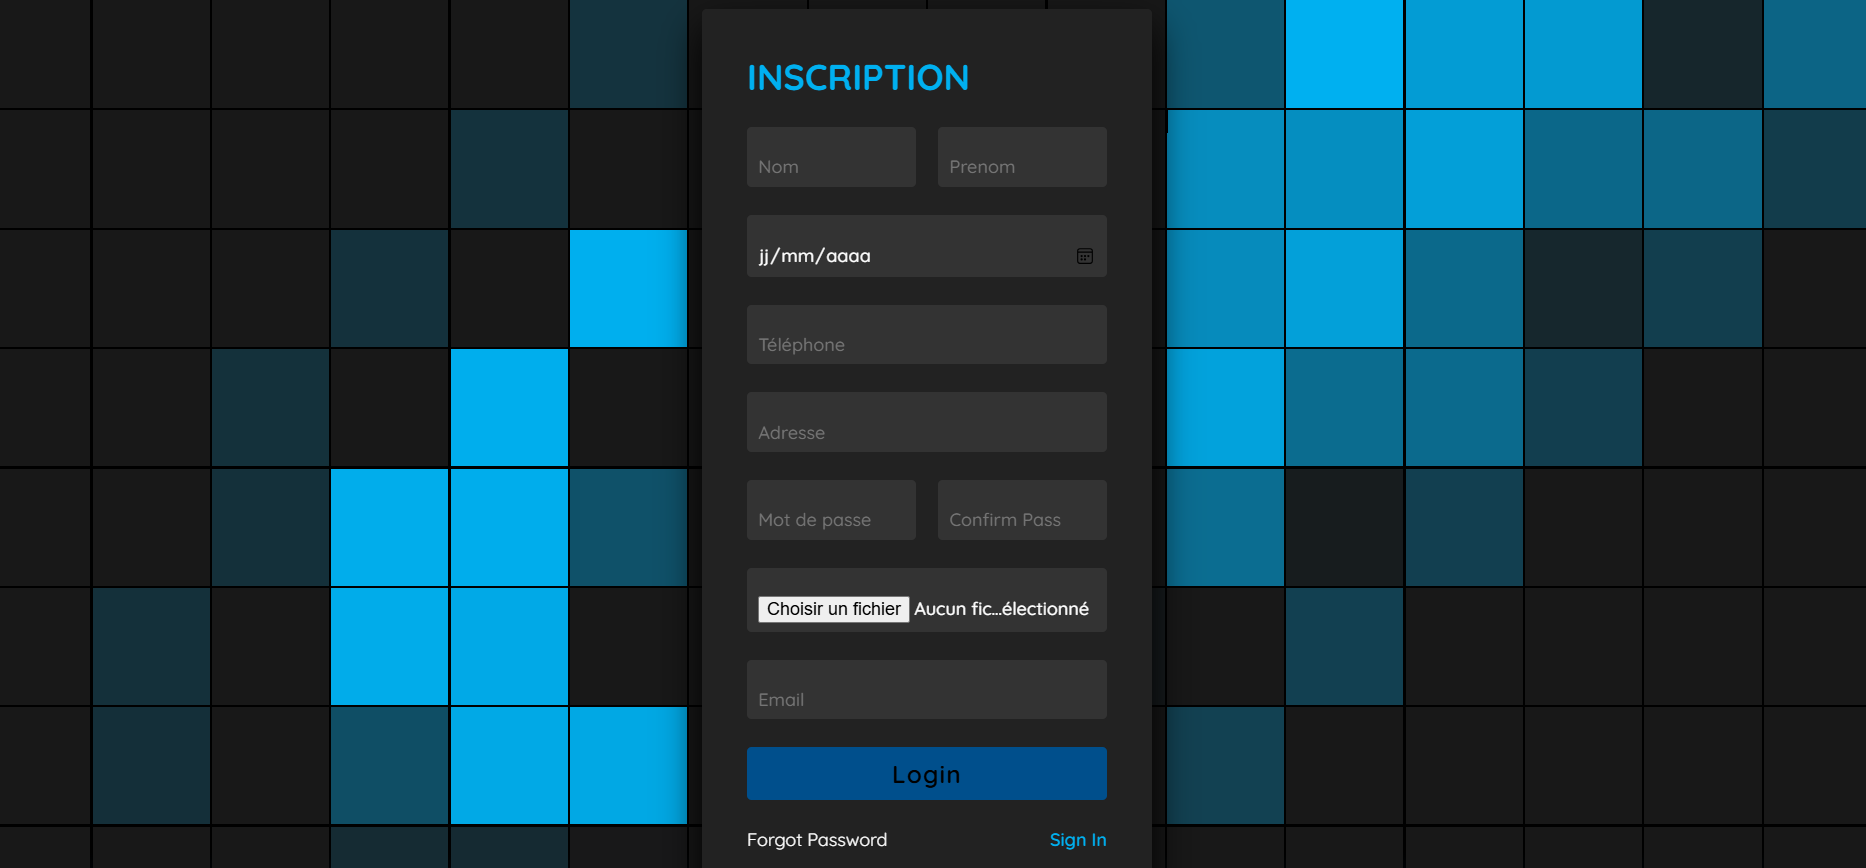 INSCRIPTION
Nom Prenom
jj/mm/aaaa
Téléphone
Adresse
Mot de passe Confirm Pass
Choisir un fichier Aucun fic...électionné
Email
Login
Forgot Password Sign In